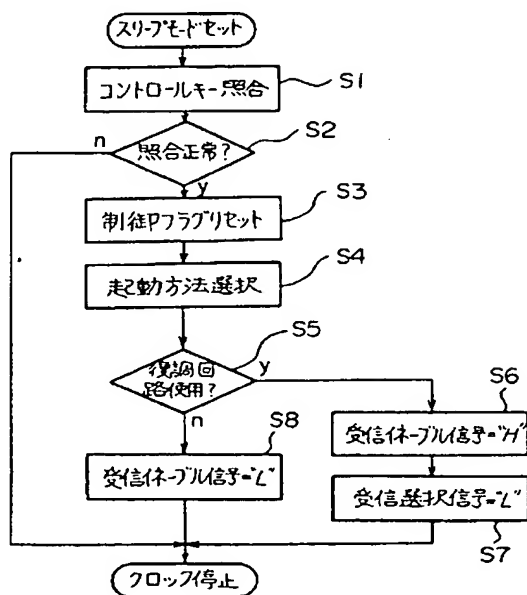 スリープモードセット
コントロールキー照合
S1
S2
n
照合正常?
y
制御Pフラグリセット
S3
起動方法選択
S4
S5
復調回
路使用?
y
n
S6
受信イネーブル信号="H"
S8
受信イネーブル信号="L"
受信選択信号="L"
S7
クロック停止